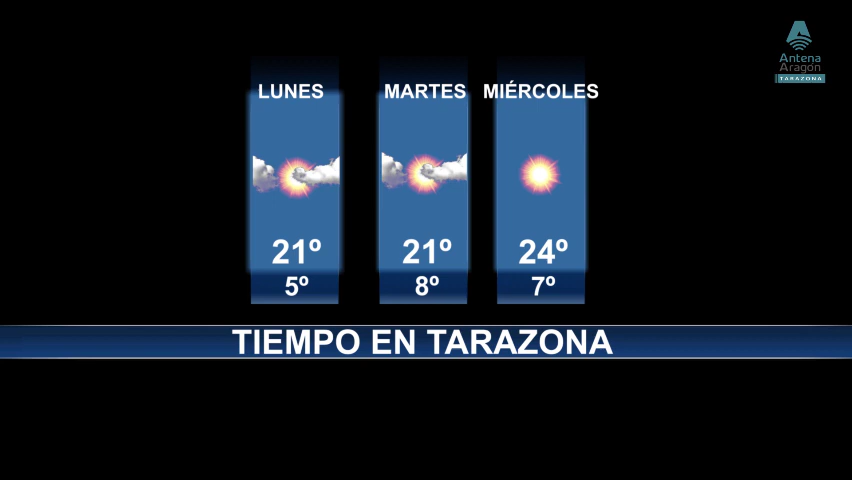 Antena
Aragón
TARAZONA
LUNES
MARTES
MIÉRCOLES
21º
21º
24º
5º
8º
7º
TIEMPO EN TARAZONA